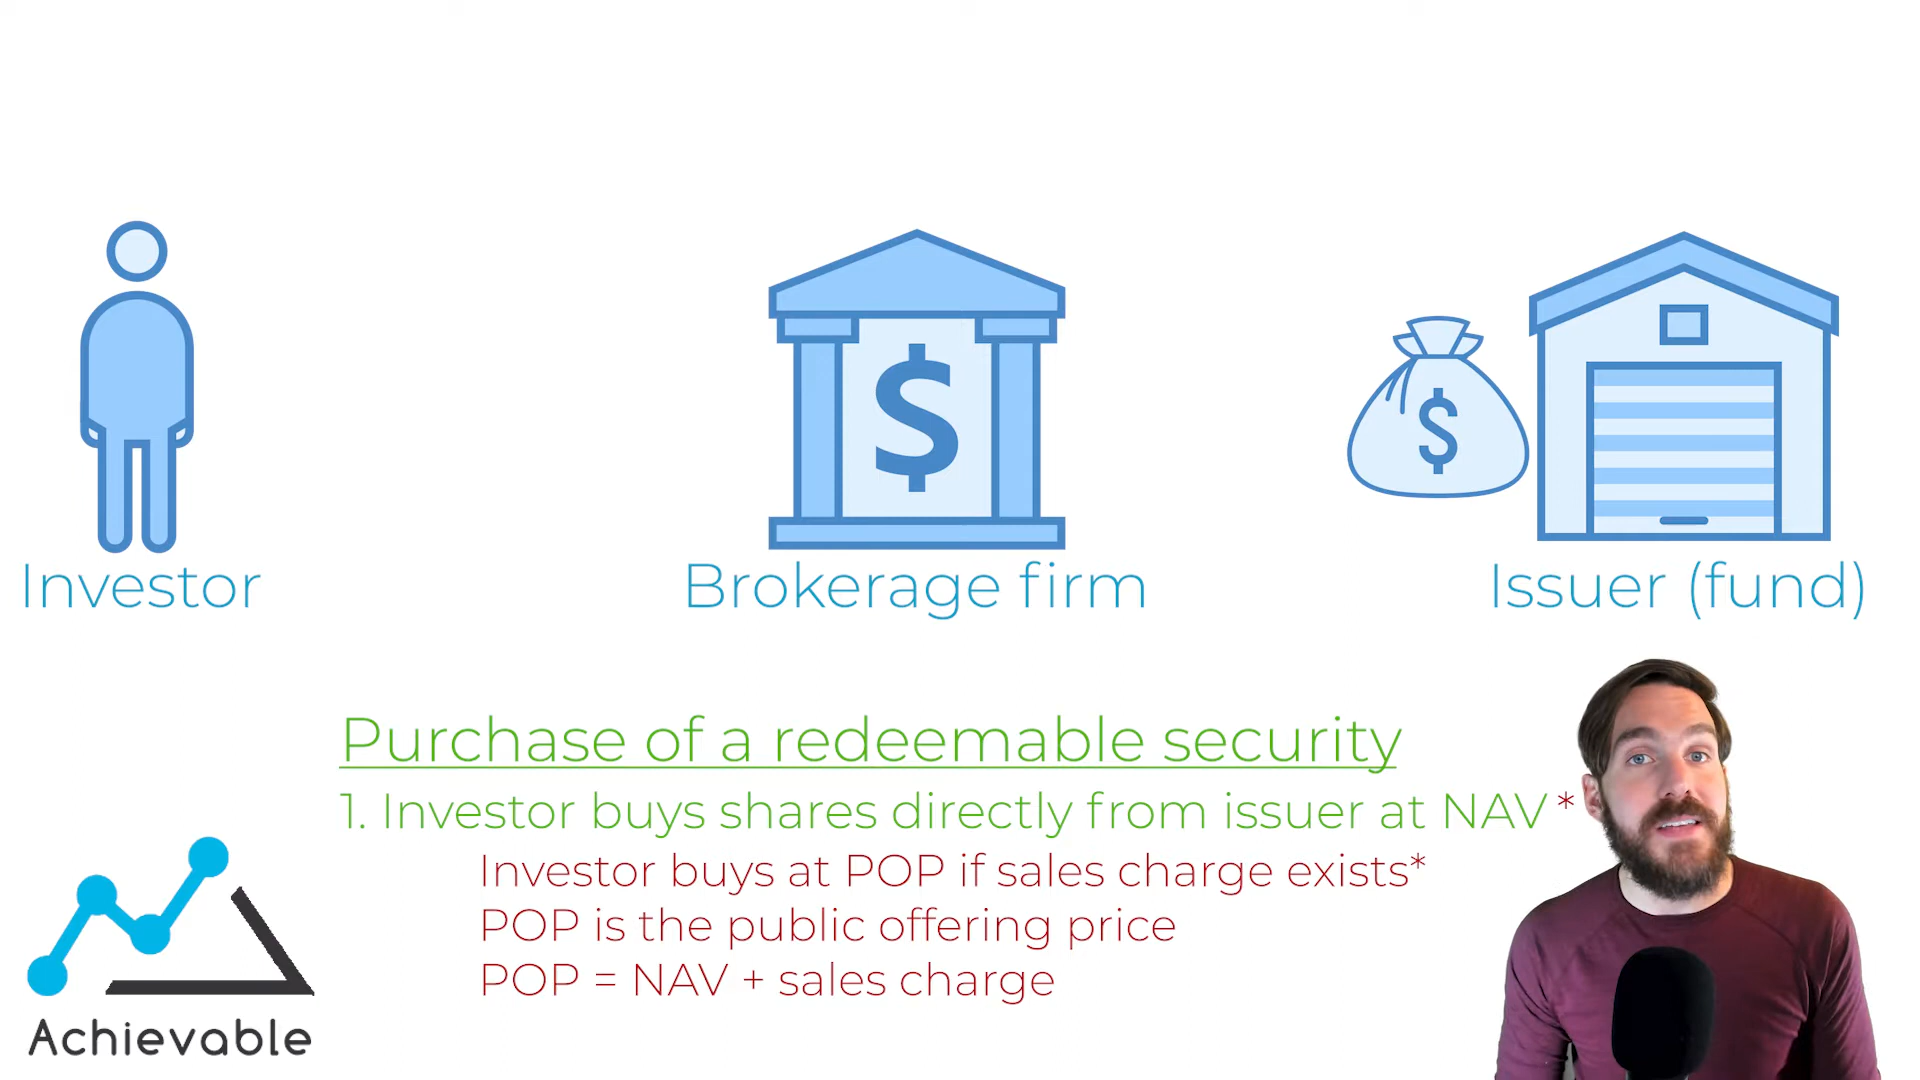 $
$
Investor
Brokerage firm
Issuer (fund)
Purchase of a redeemable security
1. Investor buys shares directly from issuer at NAV*
Investor buys at POP if sales charge exists*
POP is the public offering price
POP = NAV + sales charge
Achievable